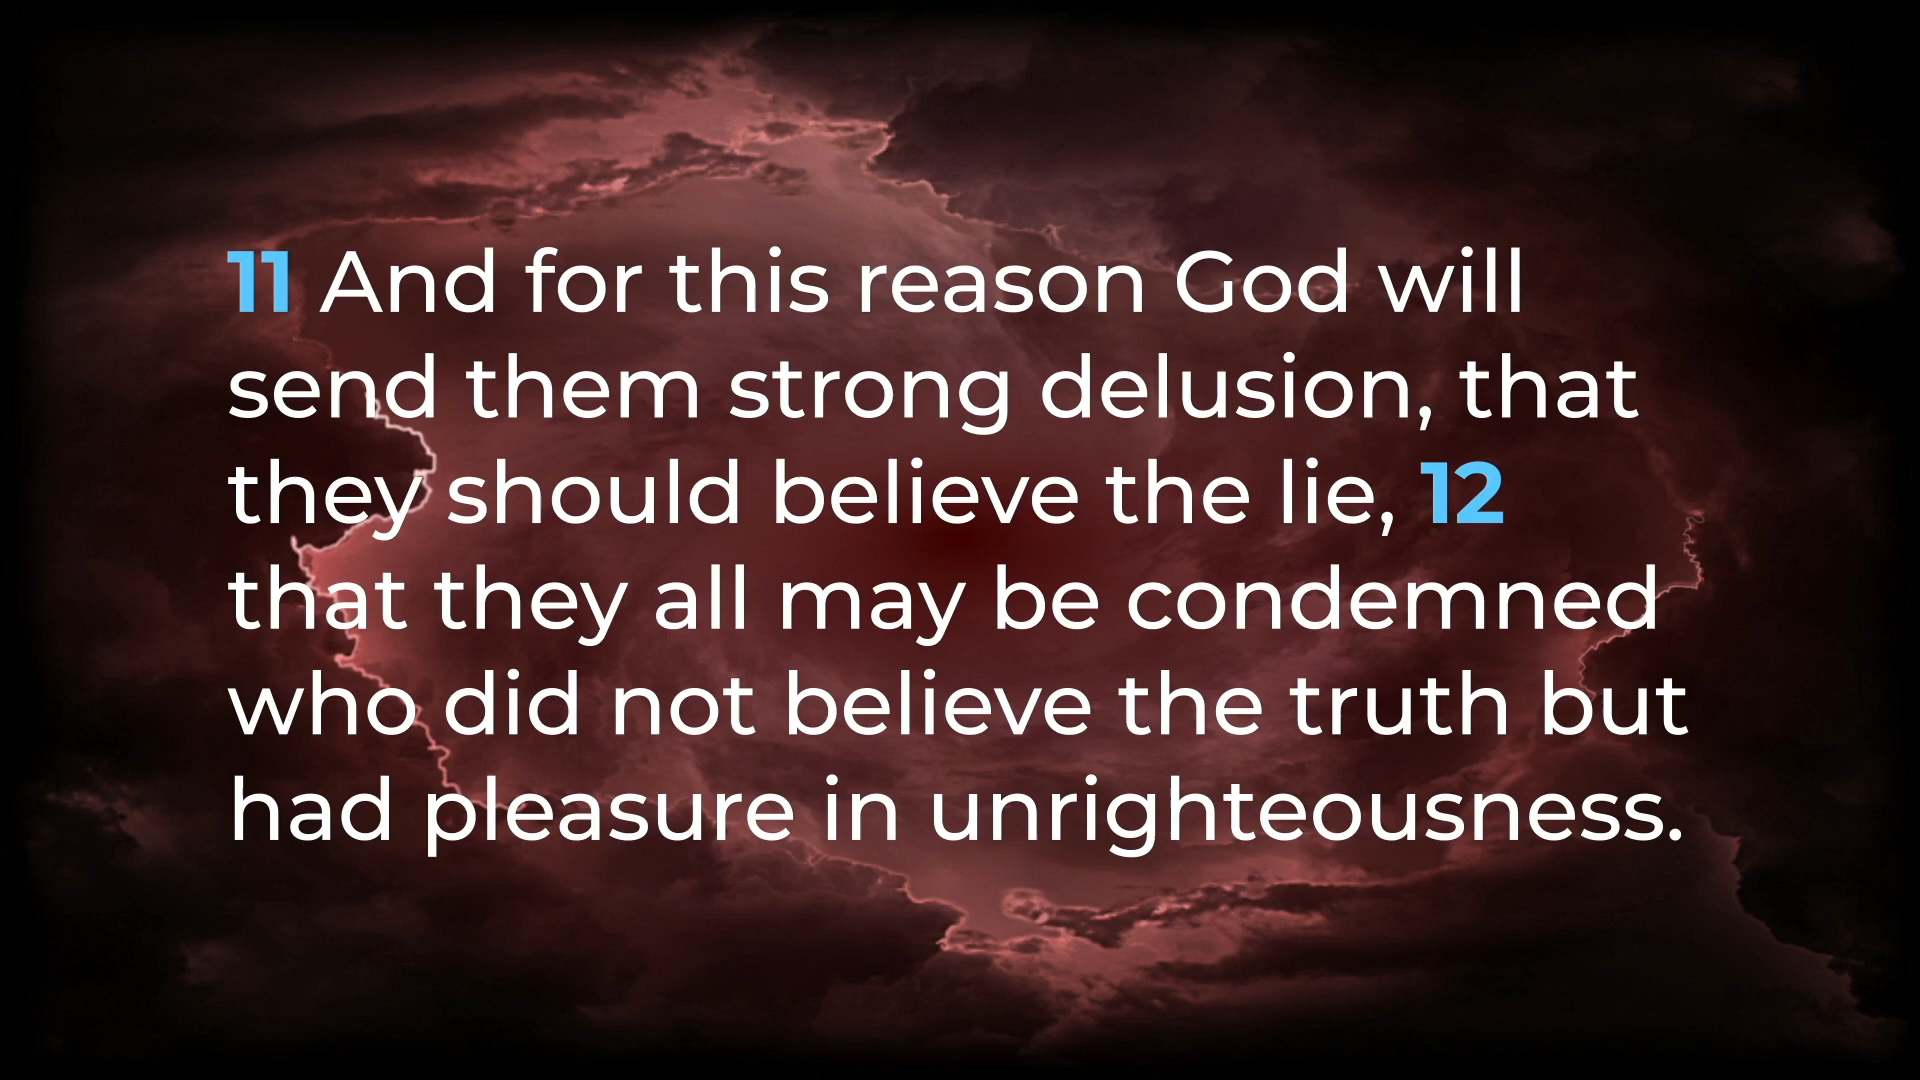 11 And for this reason God will
send them strong delusion, that
they should believe the lie, 12
that they all may be condemned
who did not believe the truth but
had pleasure in unrighteousness.